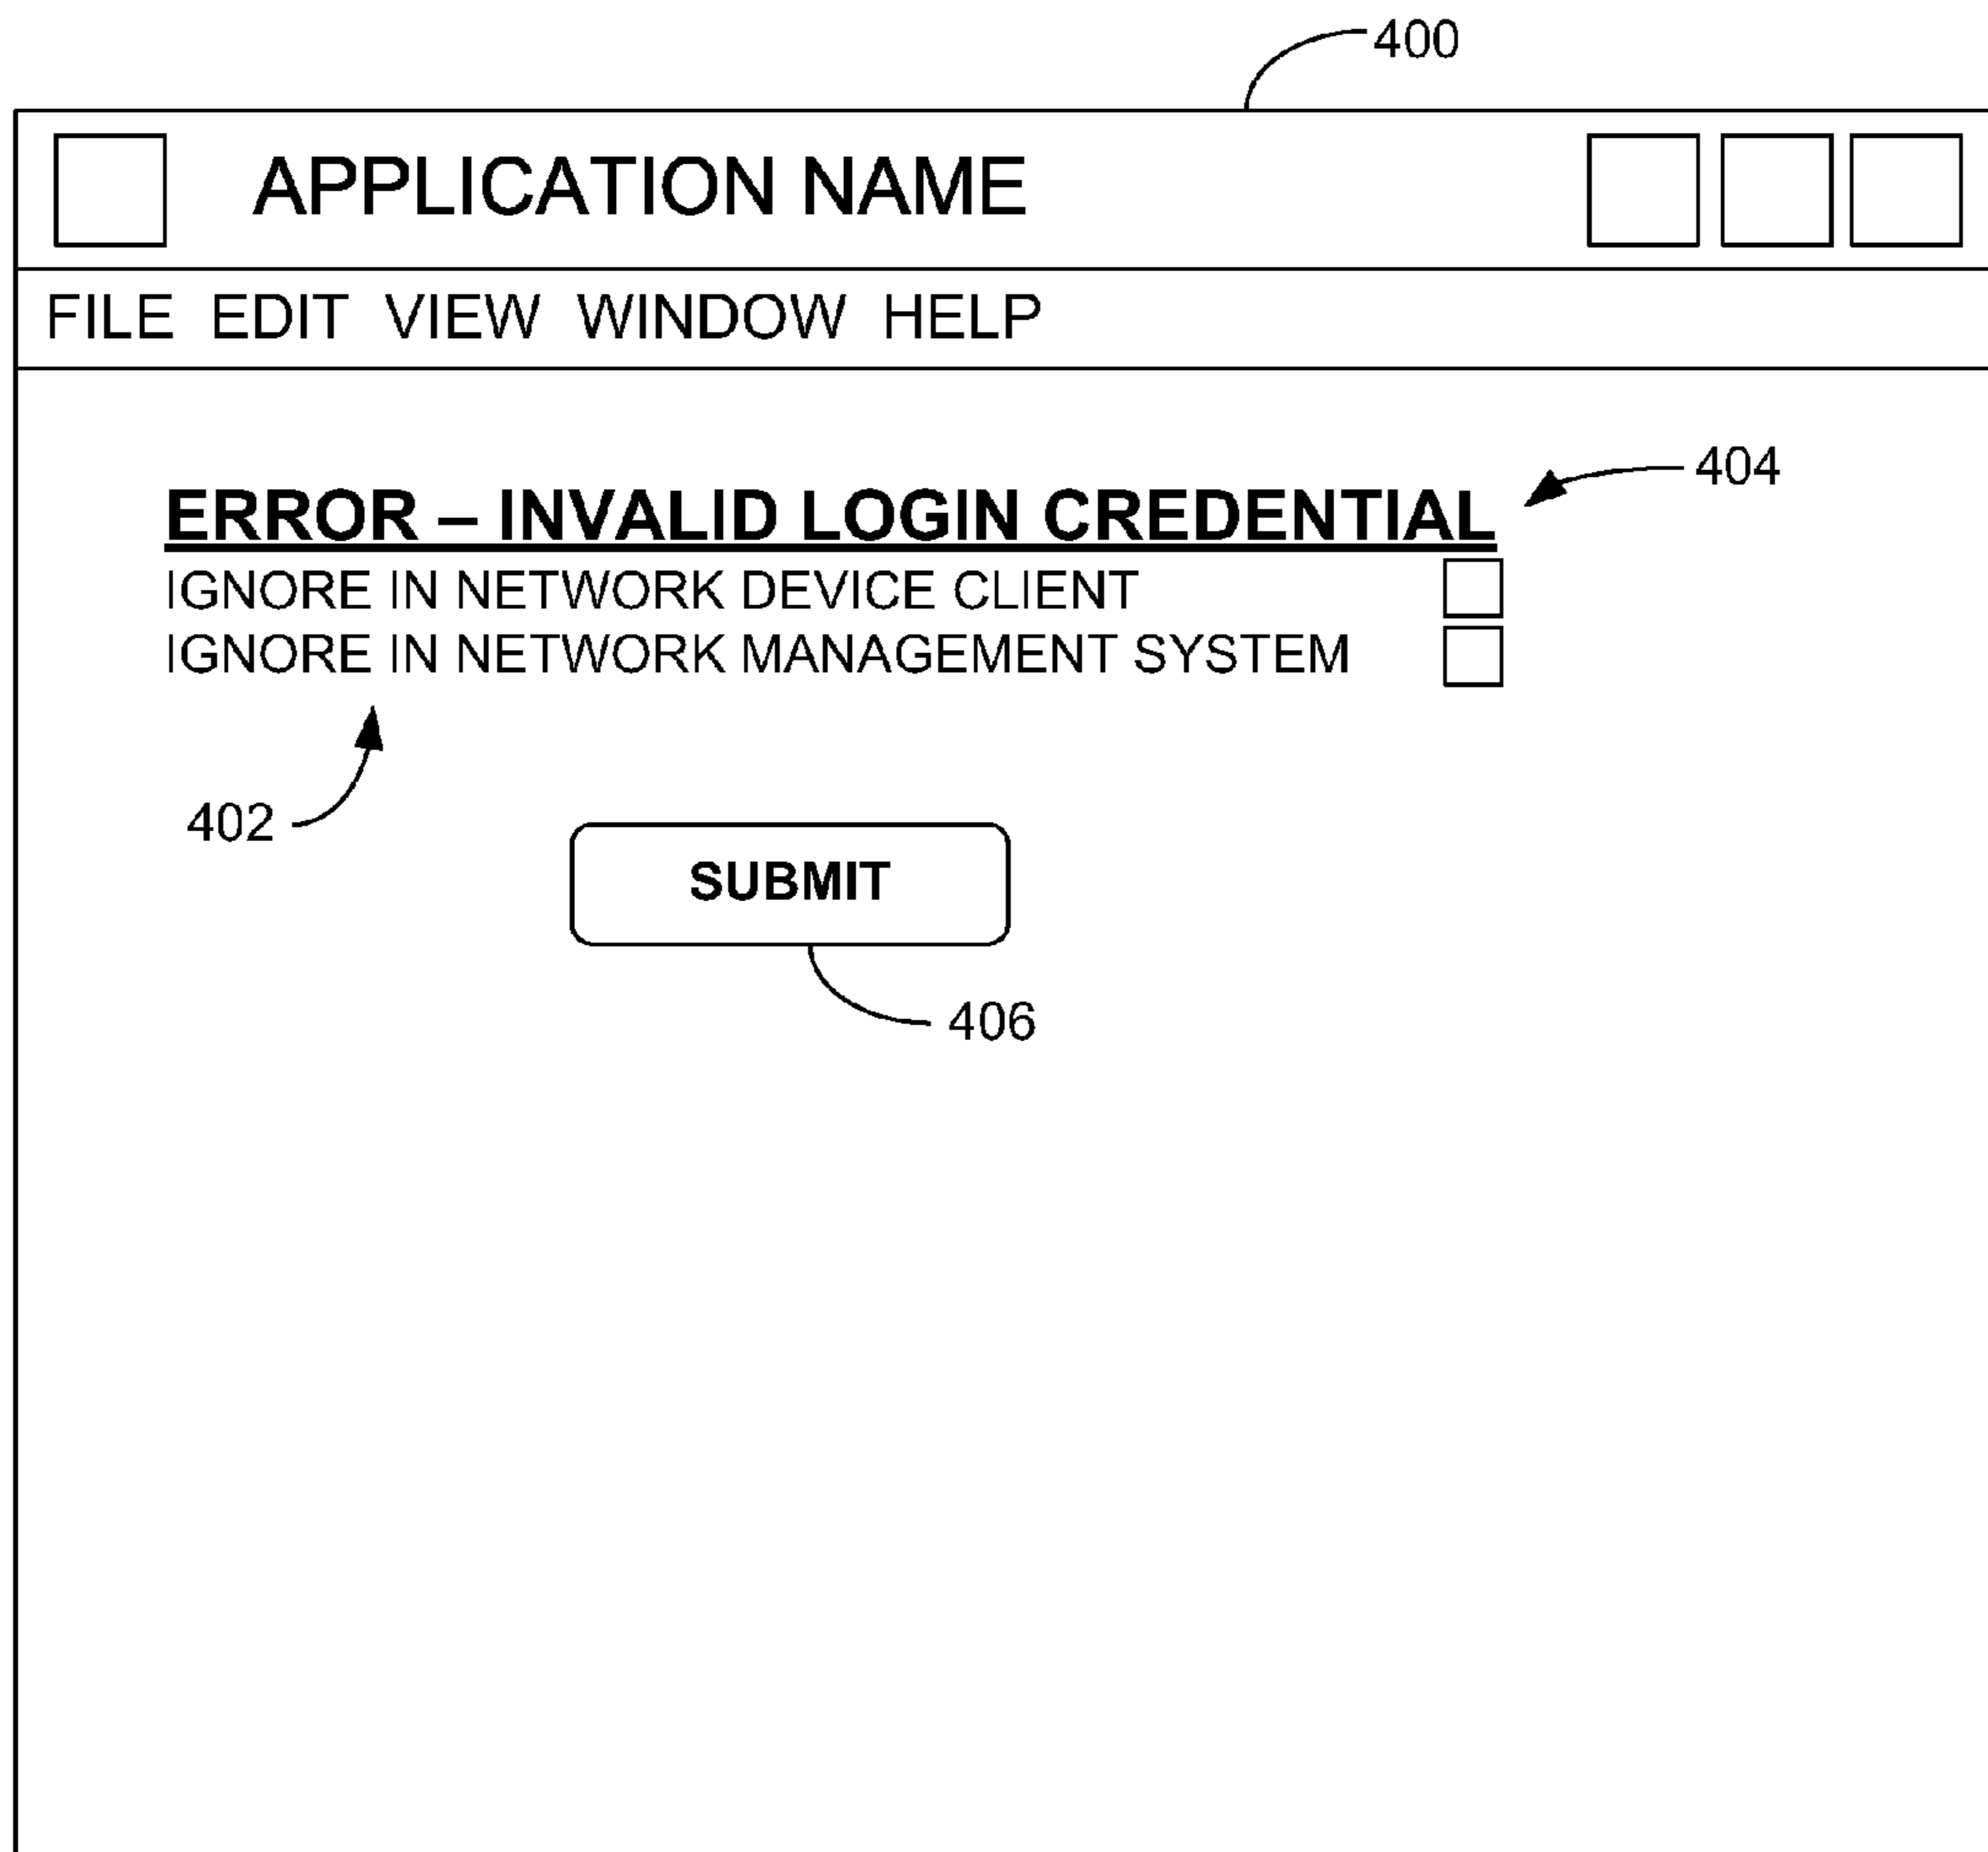 400
APPLICATION NAME
FILE EDIT VIEW WINDOW HELP
404
ERROR – INVALID LOGIN CREDENTIAL
IGNORE IN NETWORK DEVICE CLIENT
IGNORE IN NETWORK MANAGEMENT SYSTEM
402
SUBMIT
406